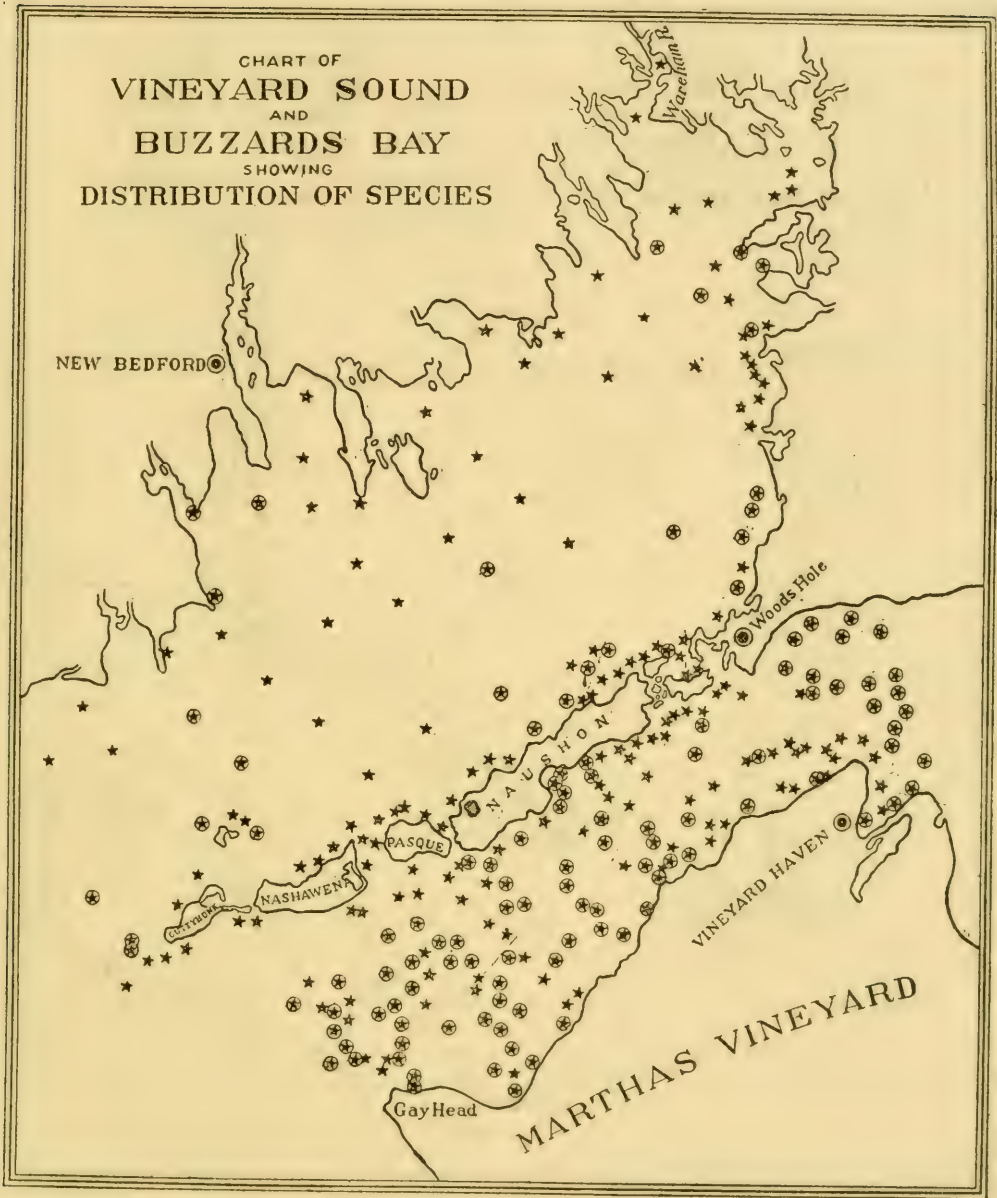 CHART OF
VINEYARD SOUND
AND
BUZZARDS BAY
SHOWING
DISTRIBUTION OF SPECIES
Wareham R.
NEW BEDFORD
Woods Hole
NAUSHON
PASQUE
NASHAWENA
CUTTYHUNK
VINEYARD HAVEN
MARTHAS VINEYARD
Gay Head